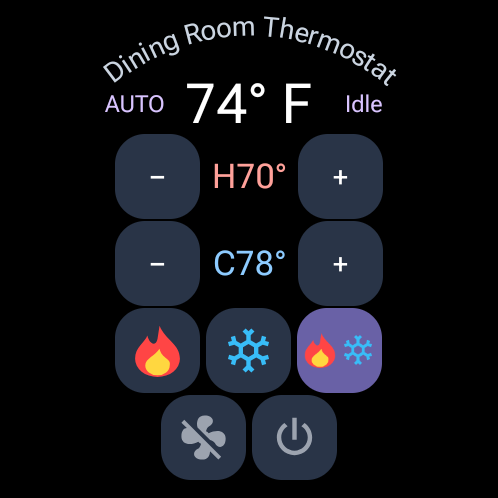 Dining Room Thermostat
AUTO 74° F Idle
− H70° +
− C78° +